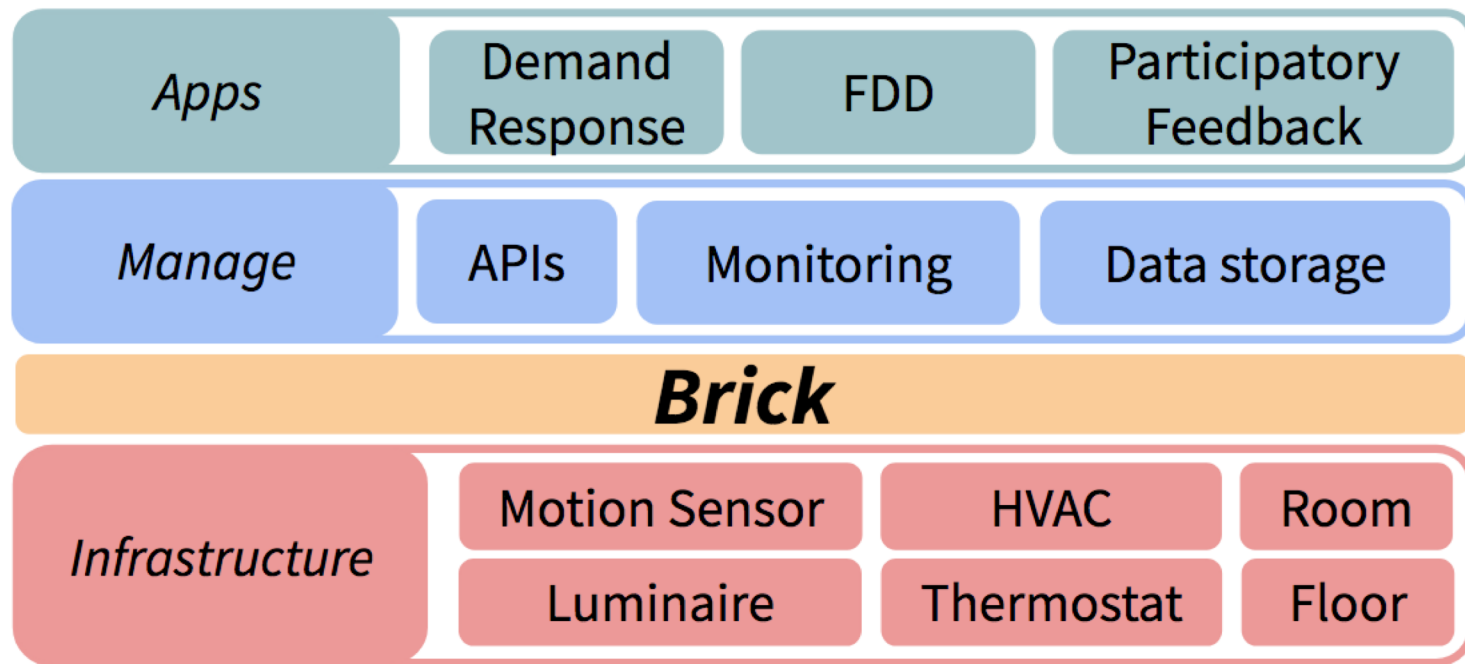 Apps
Demand
Response
FDD
Participatory
Feedback
Manage
APIs
Monitoring
Data storage
Brick
Infrastructure
Motion Sensor
HVAC
Room
Luminaire
Thermostat
Floor